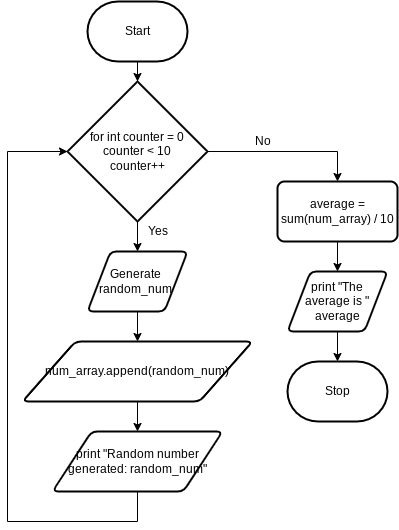 Start
for int counter = 0
counter < 10
counter++
No
Yes
average =
sum(num_array) / 10
Generate
random_num
print "The
average is "
average
num_array.append(random_num)
Stop
print "Random number
generated: random_num"